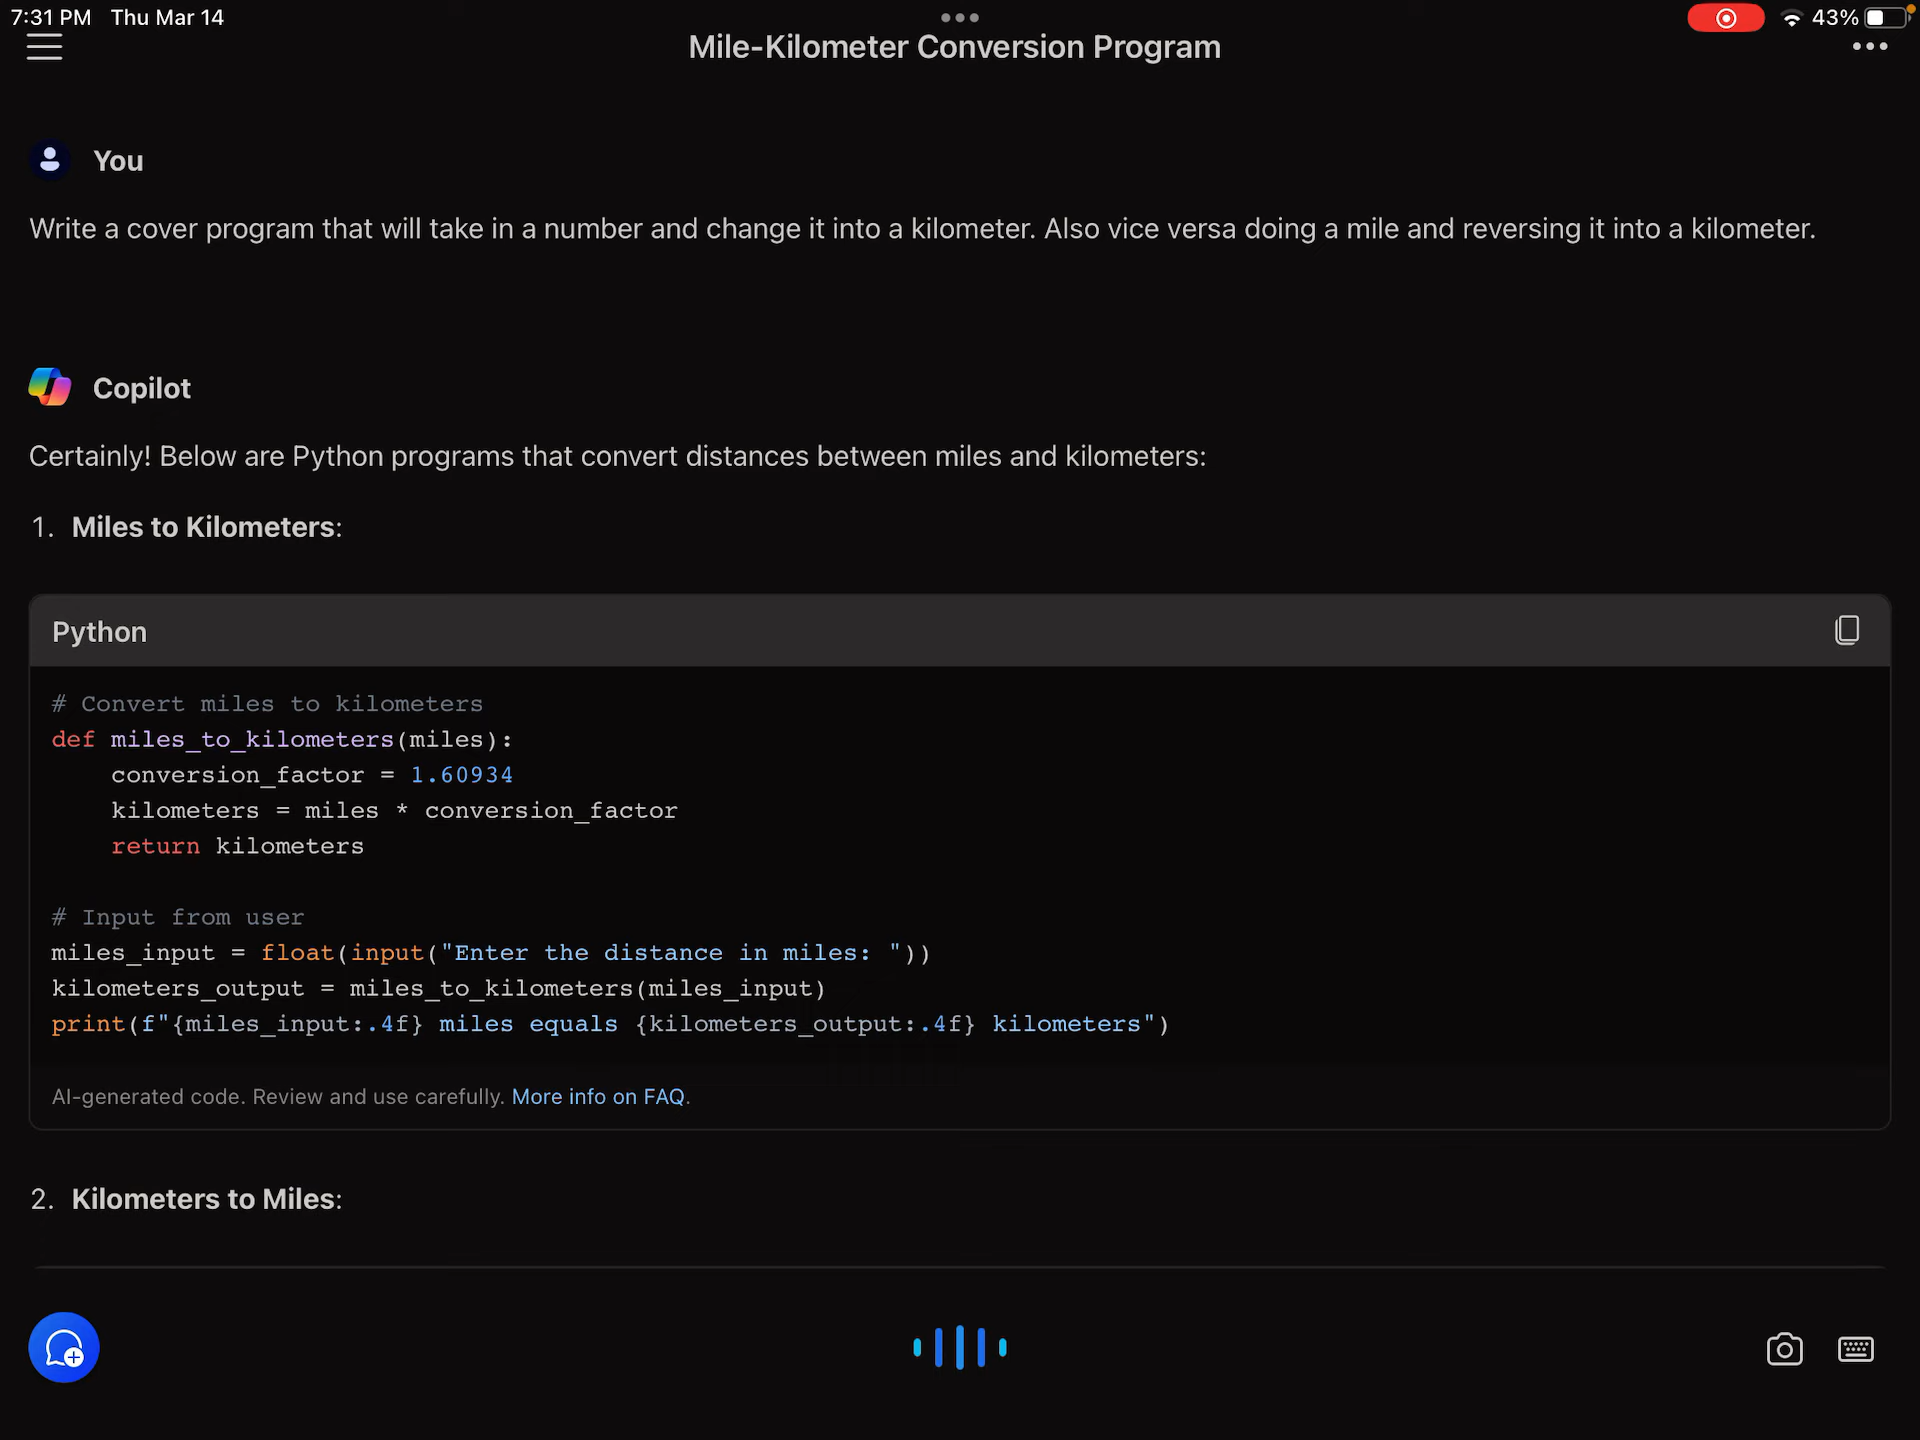 7:31 PM Thu Mar 14
43%
Mile-Kilometer Conversion Program
You
Write a cover program that will take in a number and change it into a kilometer. Also vice versa doing a mile and reversing it into a kilometer.
Copilot
Certainly! Below are Python programs that convert distances between miles and kilometers:
1. Miles to Kilometers:
Python
# Convert miles to kilometers
def miles_to_kilometers(miles):
    conversion_factor = 1.60934
    kilometers = miles * conversion_factor
    return kilometers
# Input from user
miles_input = float(input("Enter the distance in miles: "))
kilometers_output = miles_to_kilometers(miles_input)
print(f"{miles_input:.4f} miles equals {kilometers_output:.4f} kilometers")
AI-generated code. Review and use carefully. More info on FAQ.
2. Kilometers to Miles: